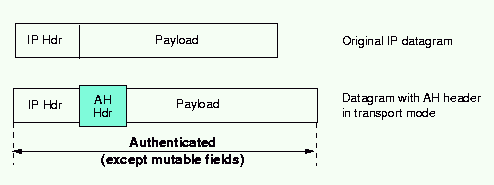 IP Hdr Payload Original IP datagram
IP Hdr AH Hdr Payload Datagram with AH header in transport mode
Authenticated
(except mutable fields)